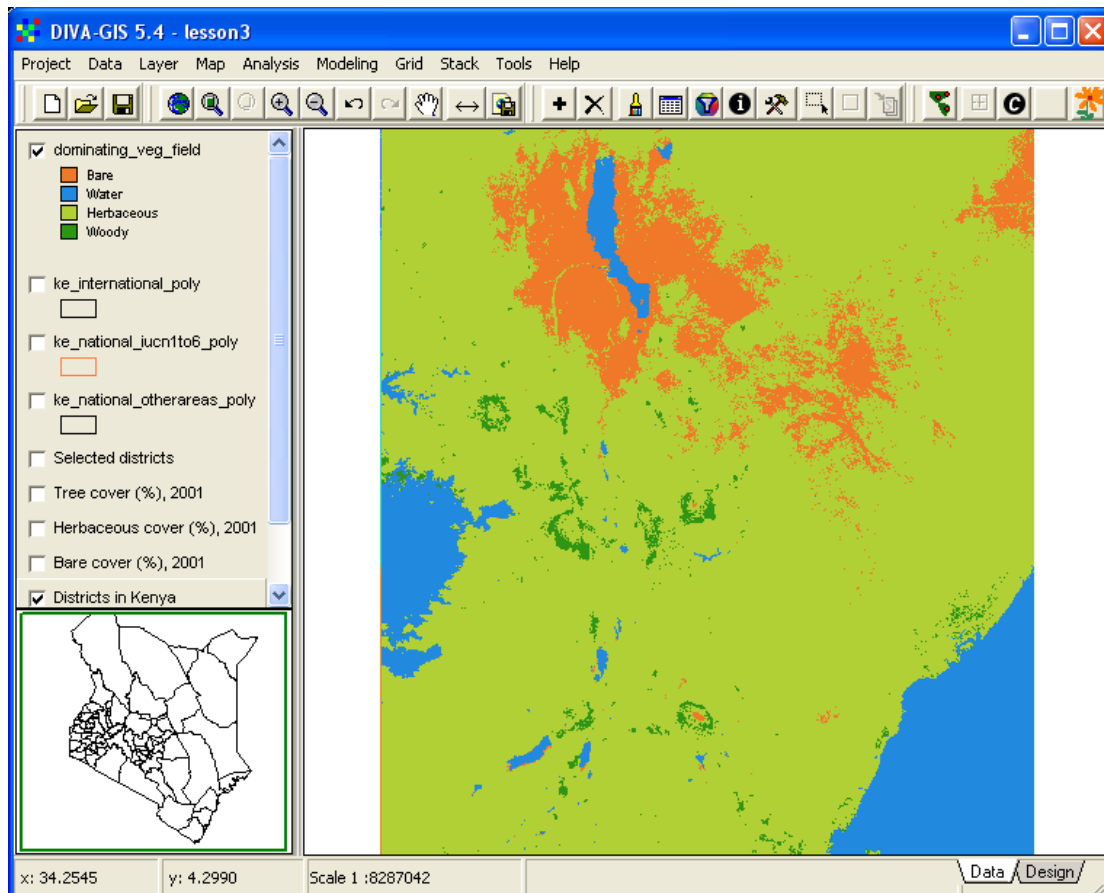 DIVA-GIS 5.4 - lesson3
Project Data Layer Map Analysis Modeling Grid Stack Tools Help
dominating_veg_field
Bare
Water
Herbaceous
Woody
ke_international_poly
ke_national_iucn1to6_poly
ke_national_otherareas_poly
Selected districts
Tree cover (%), 2001
Herbaceous cover (%), 2001
Bare cover (%), 2001
Districts in Kenya
x: 34.2545 y: 4.2990 Scale 1 :8287042 Data Design